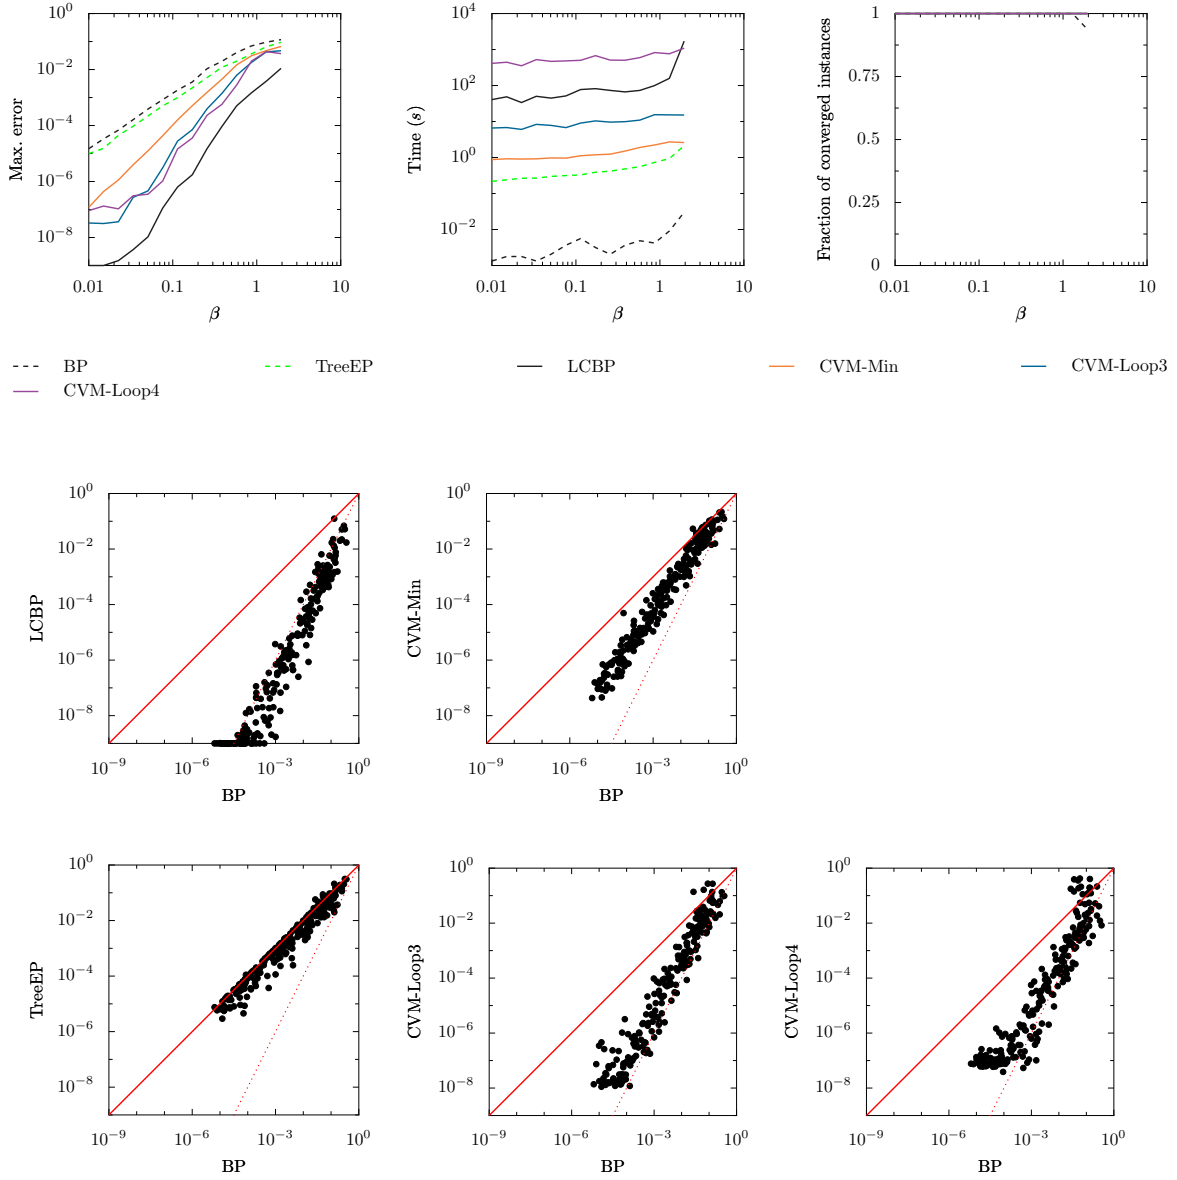 10^0
10^−2
10^−4
10^−6
10^−8
Max. error
0.01 0.1 1 10
β
10^4
10^2
10^0
10^−2
Time (s)
0.01 0.1 1 10
β
1
0.75
0.5
0.25
0
Fraction of converged instances
0.01 0.1 1 10
β
BP TreeEP LCBP CVM-Min CVM-Loop3
CVM-Loop4
10^0
10^−2
10^−4
10^−6
10^−8
LCBP
10^−9 10^−6 10^−3 10^0
BP
10^0
10^−2
10^−4
10^−6
10^−8
CVM-Min
10^−9 10^−6 10^−3 10^0
BP
10^0
10^−2
10^−4
10^−6
10^−8
TreeEP
10^−9 10^−6 10^−3 10^0
BP
10^0
10^−2
10^−4
10^−6
10^−8
CVM-Loop3
10^−9 10^−6 10^−3 10^0
BP
10^0
10^−2
10^−4
10^−6
10^−8
CVM-Loop4
10^−9 10^−6 10^−3 10^0
BP